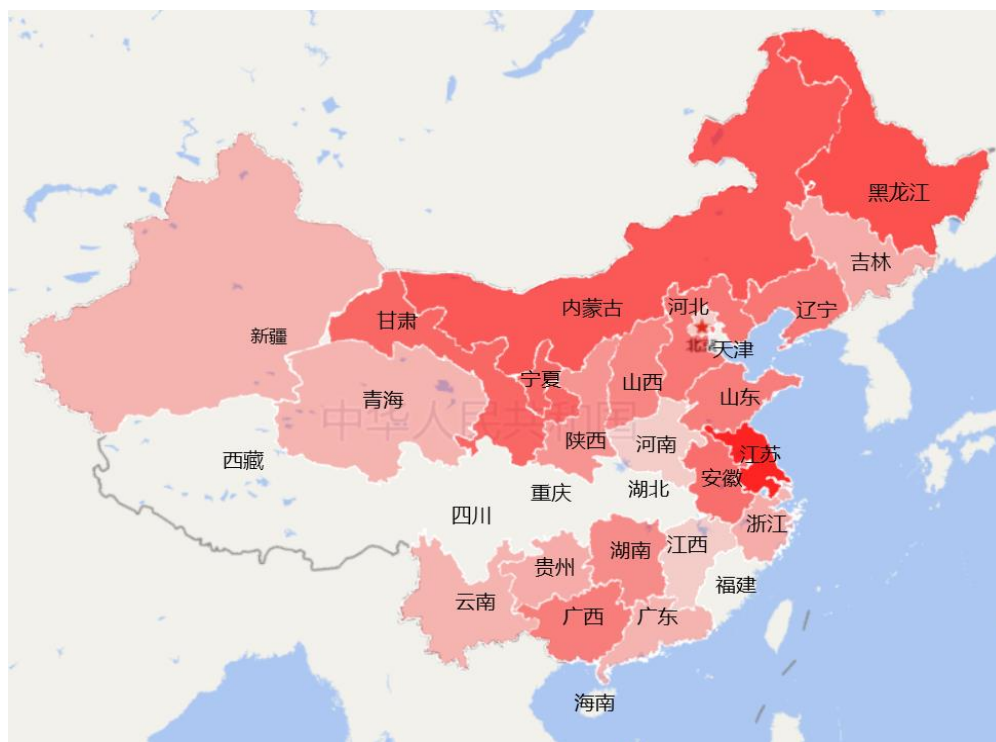 黑龙江
吉林
内蒙古
河北
辽宁
甘肃
新疆
北京
天津
宁夏
山西
山东
青海
中华人民共和国
陕西
河南
江苏
西藏
安徽
重庆
湖北
四川
浙江
湖南
江西
贵州
福建
云南
广西
广东
海南